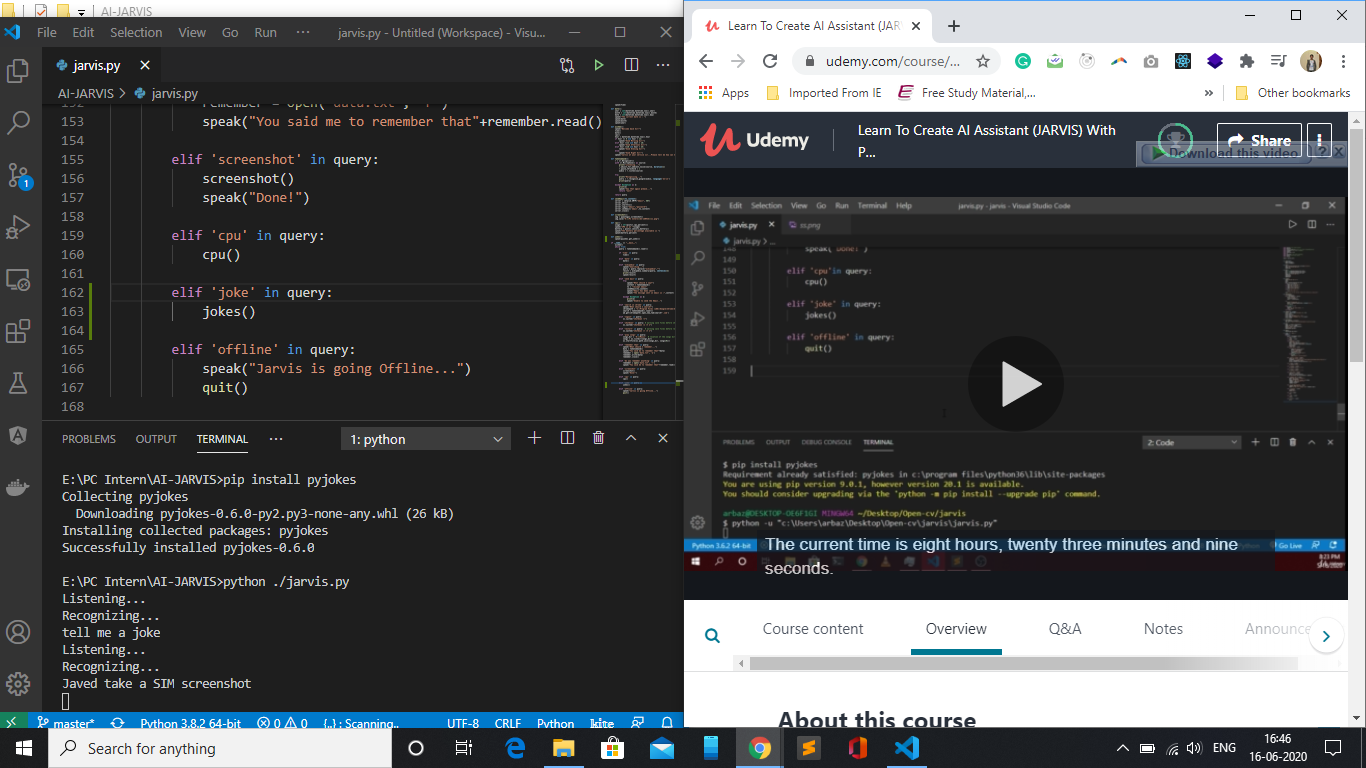 AI-JARVIS
File Edit Selection View Go Run ··· jarvis.py - Untitled (Workspace) - Visu...
jarvis.py
AI-JARVIS > jarvis.py
153 speak("You said me to remember that"+remember.read()
154
155 elif 'screenshot' in query:
156 screenshot()
157 speak("Done!")
158
159 elif 'cpu' in query:
160 cpu()
161
162 elif 'joke' in query:
163 jokes()
164
165 elif 'offline' in query:
166 speak("Jarvis is going Offline...")
167 quit()
168
1
PROBLEMS OUTPUT TERMINAL ··· 1: python
E:\PC Intern\AI-JARVIS>pip install pyjokes
Collecting pyjokes
Downloading pyjokes-0.6.0-py2.py3-none-any.whl (26 kB)
Installing collected packages: pyjokes
Successfully installed pyjokes-0.6.0
E:\PC Intern\AI-JARVIS>python ./jarvis.py
Listening...
Recognizing...
tell me a joke
Listening...
Recognizing...
Javed take a SIM screenshot
master* Python 3.8.2 64-bit 0 0 {..} : Scanning.. UTF-8 CRLF Python kite
Learn To Create AI Assistant (JAR
udemy.com/course/...
Apps Imported From IE Free Study Material,... » Other bookmarks
Udemy
Learn To Create AI Assistant (JARVIS) With
P...
Share
Download this video ?
File Edit Selection View Go Run Terminal Help jarvis.py - jarvis - Visual Studio Code
jarvis.py ss.png
jarvis.py > ...
148 speak("Done!")
149
150 elif 'cpu'in query:
151 cpu()
152
153 elif 'joke' in query:
154 jokes()
155
156 elif 'offline' in query:
157 quit()
158
159
PROBLEMS OUTPUT DEBUG CONSOLE TERMINAL 2: Code
$ pip install pyjokes
Requirement already satisfied: pyjokes in c:\program files\python36\lib\site-packages
You are using pip version 9.0.1, however version 20.1 is available.
You should consider upgrading via the 'python -m pip install --upgrade pip' command.
arbaz@DESKTOP-OE6F1GI MINGW64 ~/Desktop/Open-cv/jarvis
$ python -u "c:\Users\arbaz\Desktop\Open-cv\jarvis\jarvis.py"
Python 3.6.2 64-bit Go Live
The current time is eight hours, twenty three minutes and nine
seconds.
8:23 PM
Course content Overview Q&A Notes Announce
About this course
Search for anything
ENG
16:46
16-06-2020